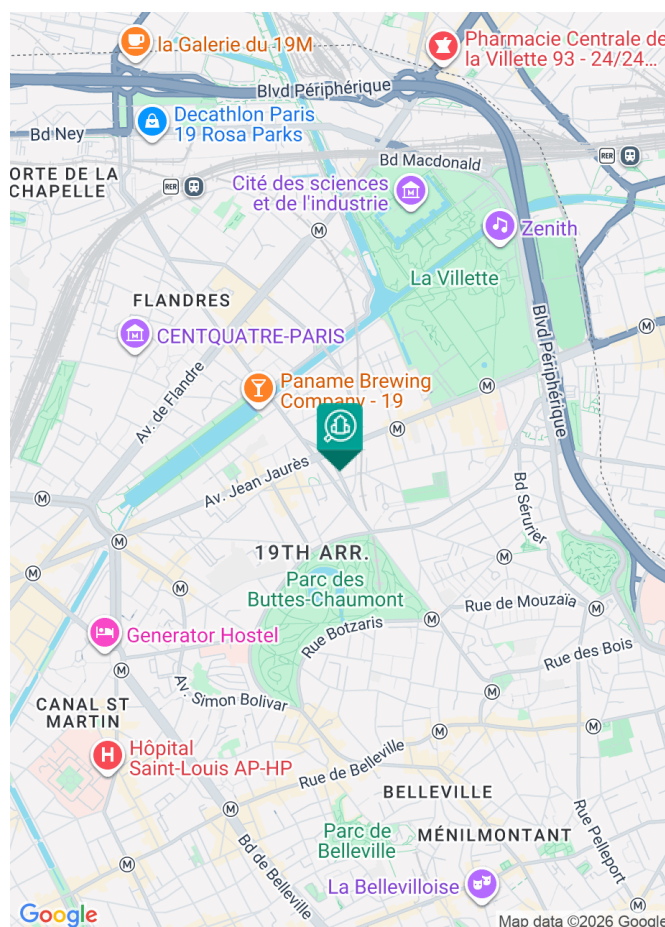 la.Galerie du 19M
Pharmacie Centrale de
la Villette 93 - 24/24...
Blvd Périphérique
Decathlon Paris
19 Rosa Parks
Bd Ney
Bd Macdonald
RER
ORTE DE LA
CHAPELLE
RER
Cité des sciences
et de l'industrie
M
Zenith
La Villette
FLANDRES
CENTQUATRE-PARIS
Blvd Périphérique
Av. de Flandre
Paname Brewing
Company - 19
M
M
Av. Jean Jaurès
M
M
Bd Sérurier
M
19TH ARR.
M
M
Parc des
Buttes-Chaumont
M
Rue de Mouzaïa
M
M
Generator Hostel
Rue Botzaris
Rue des Bois
M
Av. Simon Bolivar
M
CANAL ST
MARTIN
M
M
H
Hôpital
Saint-Louis AP-HP
Rue de Belleville
BELLEVILLE
M
Parc de
Belleville
MÉNILMONTANT
Rue Pelleport
Bd de Belleville
M
La Bellevilloise
M
Google
Map data ©2026 Google